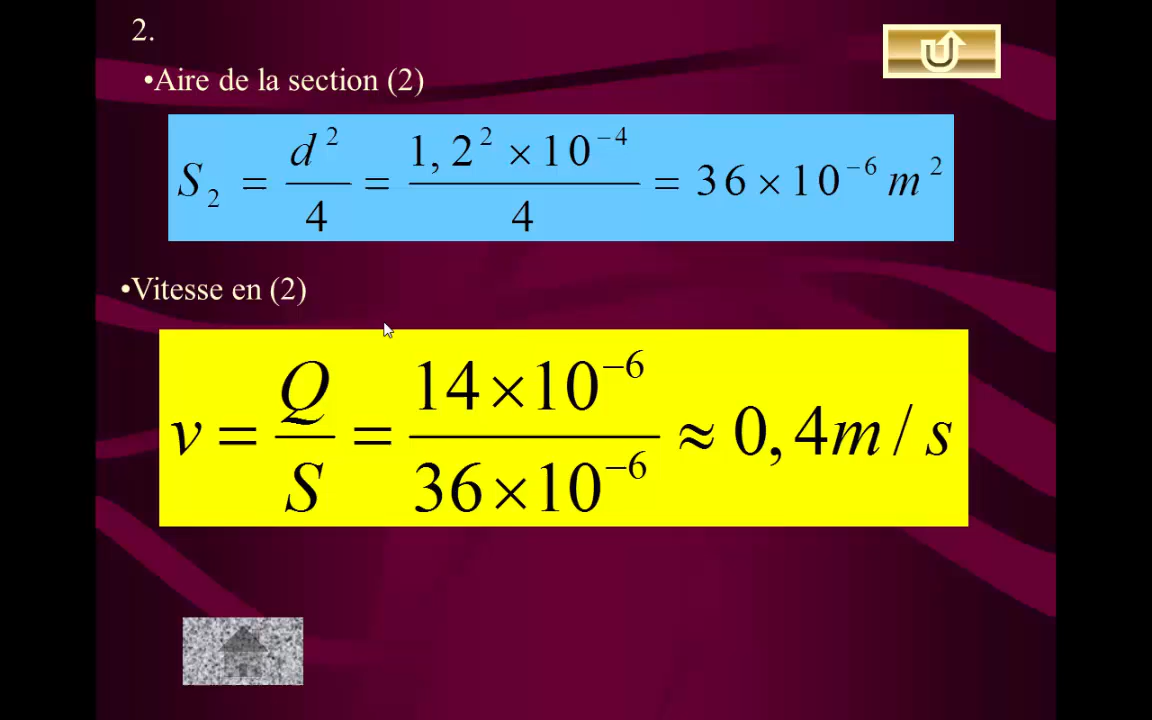 2.
•Aire de la section (2)
S₂ = d²/4 = 1,2² × 10⁻⁴/4 = 36 × 10⁻⁶ m²
•Vitesse en (2)
v = Q/S = 14×10⁻⁶/36×10⁻⁶ ≈ 0,4m/s